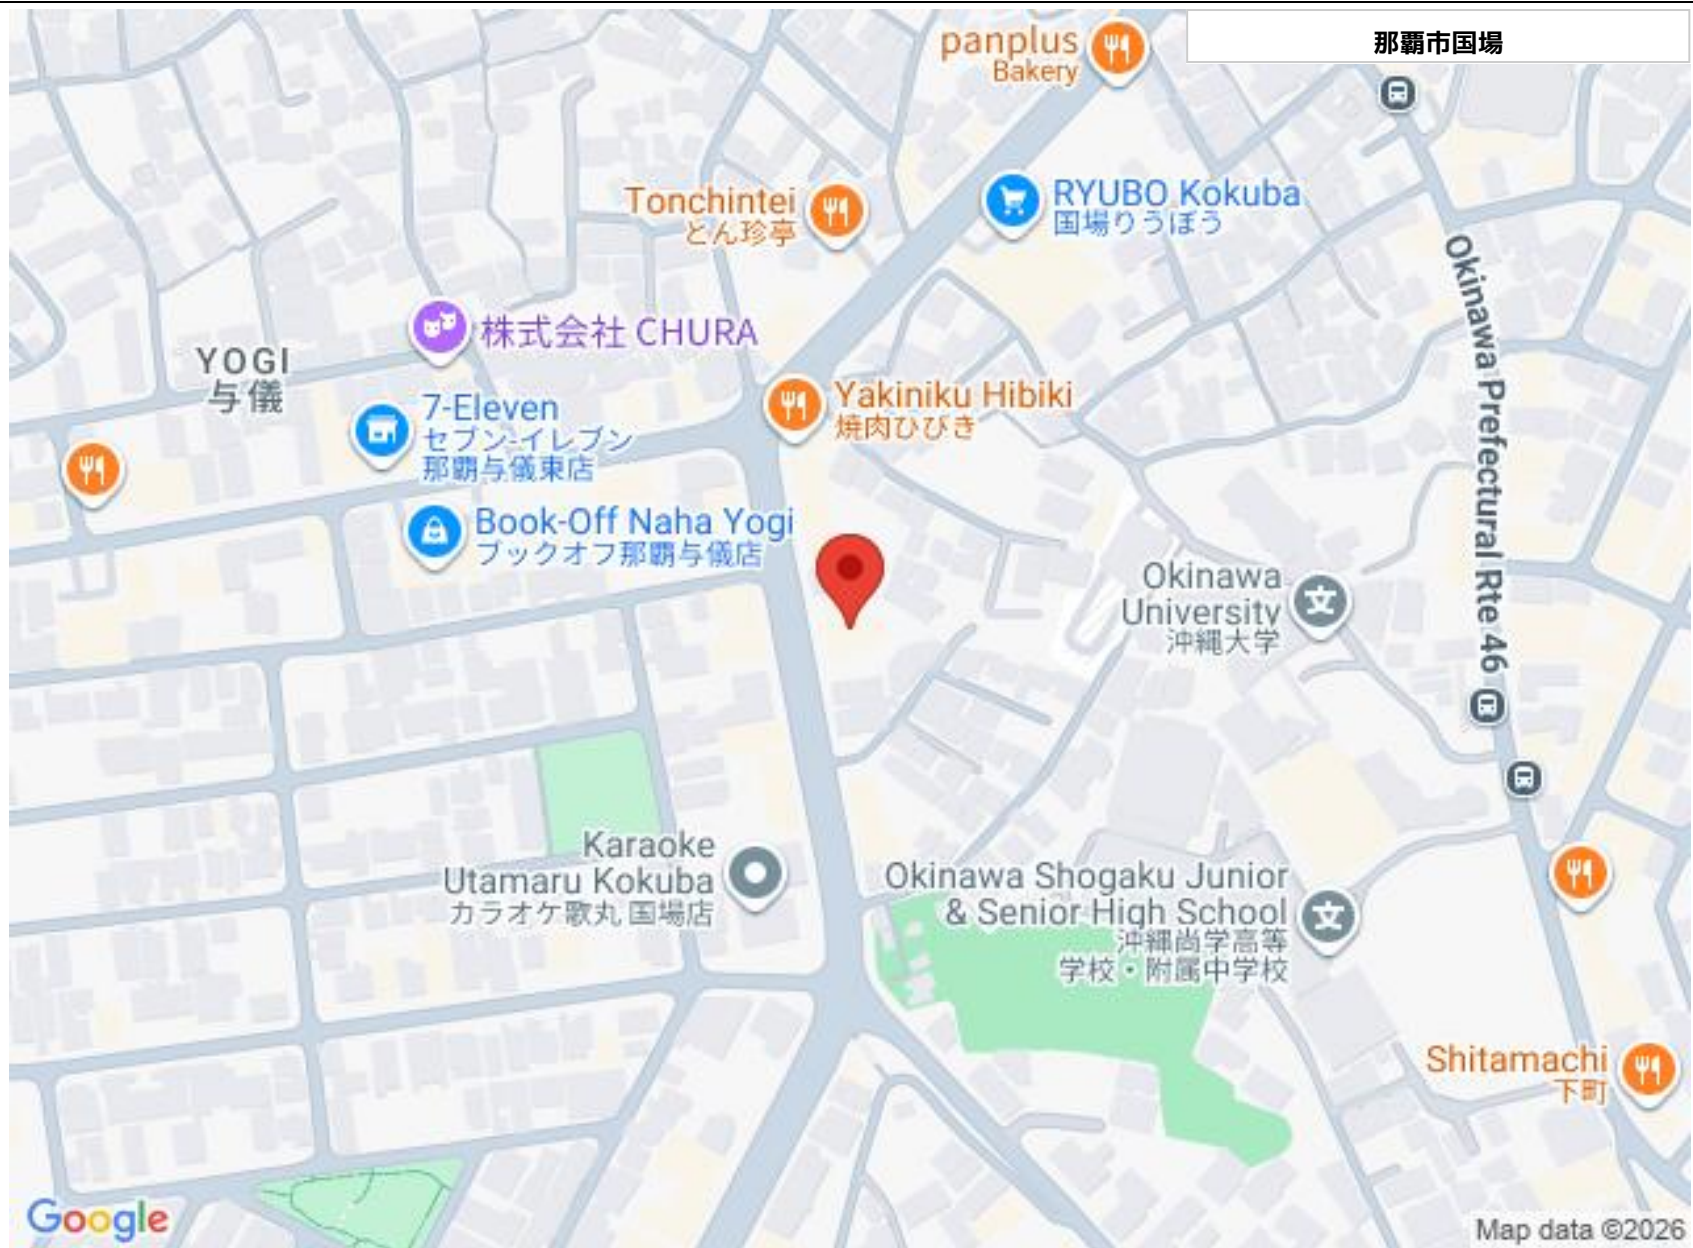 那覇市国場
panplus
Bakery
Tonchintei
とん珍亭
RYUBO Kokuba
国場りうぼう
Okinawa Prefectural Rte 46
株式会社 CHURA
YOGI
与儀
7-Eleven
セブン-イレブン
那覇与儀東店
Yakiniku Hibiki
焼肉ひびき
Book-Off Naha Yogi
ブックオフ那覇与儀店
Okinawa
University
沖縄大学
Karaoke
Utamaru Kokuba
カラオケ歌丸 国場店
Okinawa Shogaku Junior
& Senior High School
沖縄尚学高等
学校・附属中学校
Shitamachi
下町
Google
Map data ©2026